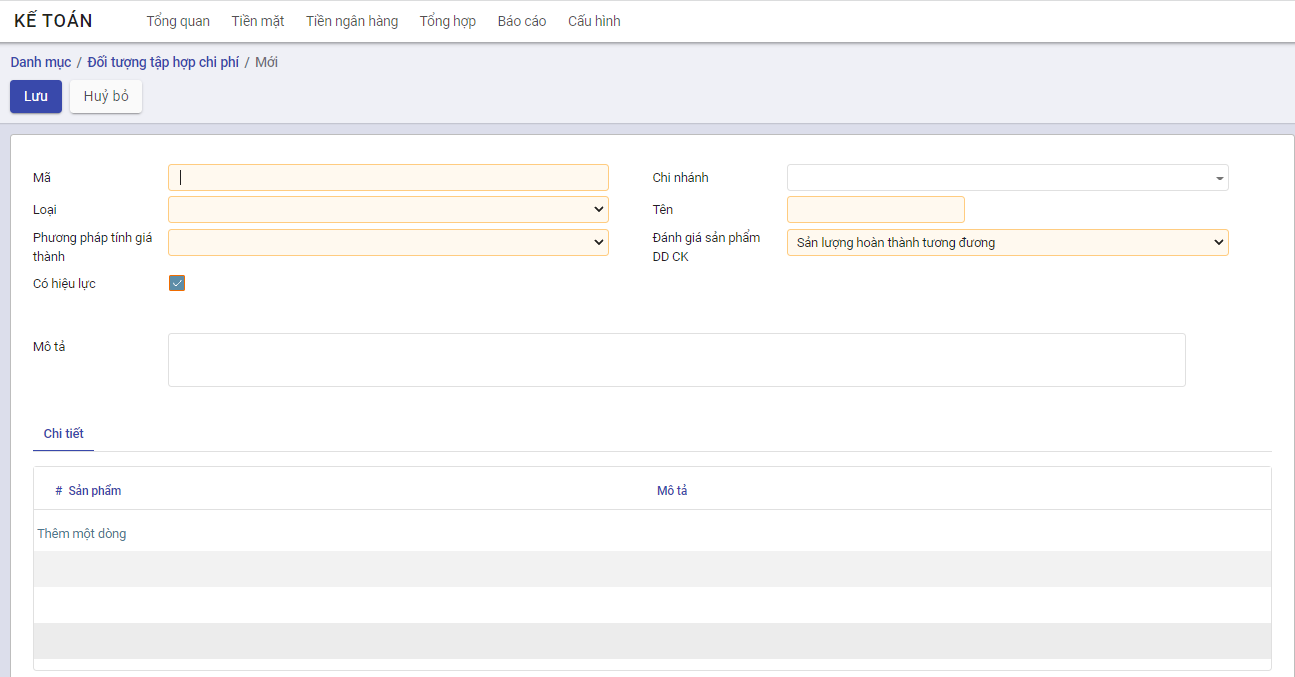 KẾ TOÁN Tổng quan Tiền mặt Tiền ngân hàng Tổng hợp Báo cáo Cấu hình
Danh mục / Đối tượng tập hợp chi phí / Mới
Lưu Huỷ bỏ
Mã Chi nhánh
Loại Tên
Phương pháp tính giá thành
Đánh giá sản phẩm DD CK Sản lượng hoàn thành tương đương
Có hiệu lực
Mô tả
Chi tiết
# Sản phẩm Mô tả
Thêm một dòng